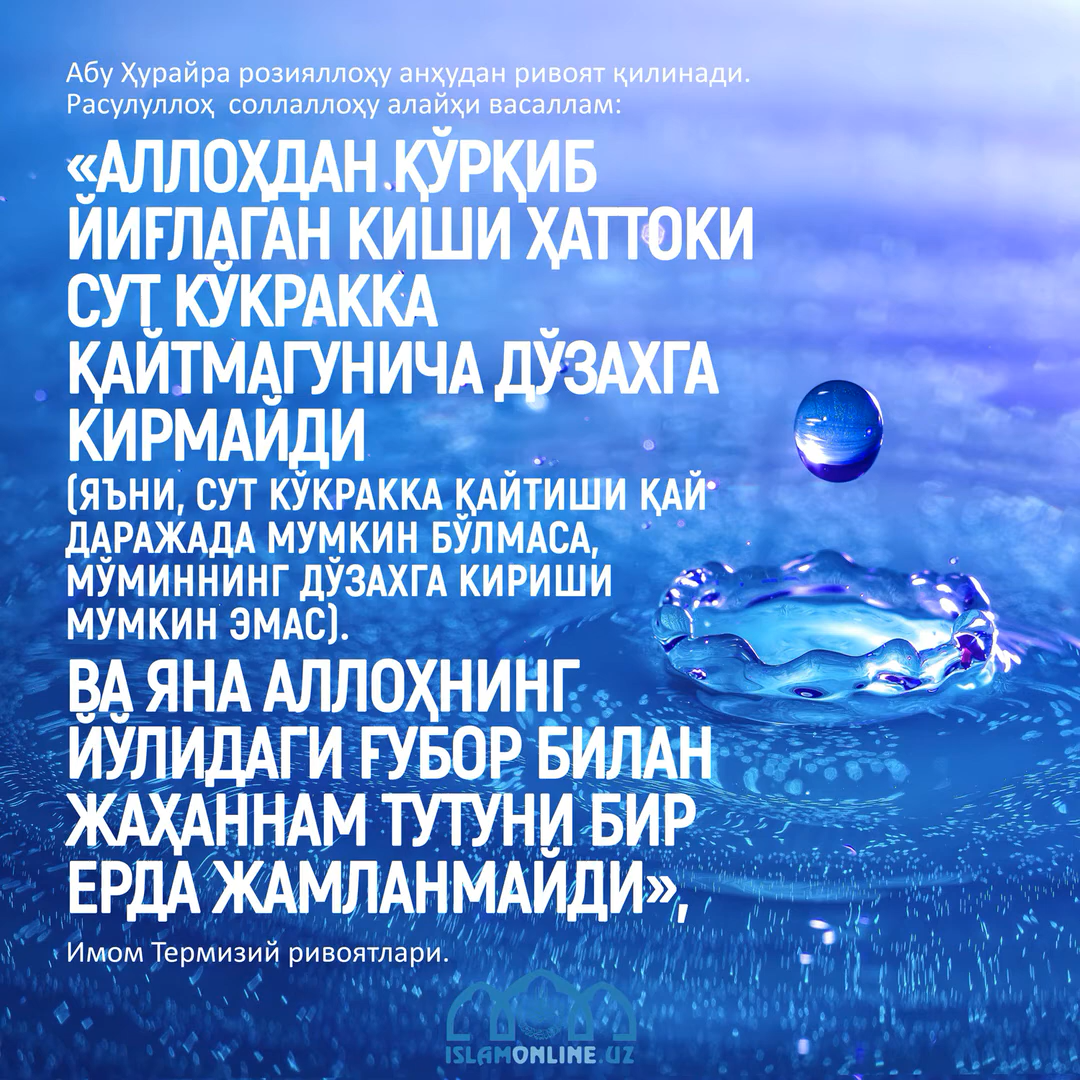 Абу Ҳурайра розияллоҳу анҳудан ривоят қилинади.
Расулуллоҳ соллаллоҳу алайҳи васаллам:
«АЛЛОҲДАН ҚЎРҚИБ
ЙИҒЛАГАН КИШИ ҲАТТОКИ
СУТ КЎКРАККА
ҚАЙТМАГУНИЧА ДЎЗАХГА
КИРМАЙДИ
(ЯЪНИ, СУТ КЎКРАККА ҚАЙТИШИ ҚАЙ
ДАРАЖАДА МУМКИН БЎЛМАСА,
МЎМИННИНГ ДЎЗАХГА КИРИШИ
МУМКИН ЭМАС).
ВА ЯНА АЛЛОҲНИНГ
ЙЎЛИДАГИ ҒУБОР БИЛАН
ЖАҲАННАМ ТУТУНИ БИР
ЕРДА ЖАМЛАНМАЙДИ»,
Имом Термизий ривоятлари.
ISLAMONLINE.UZ